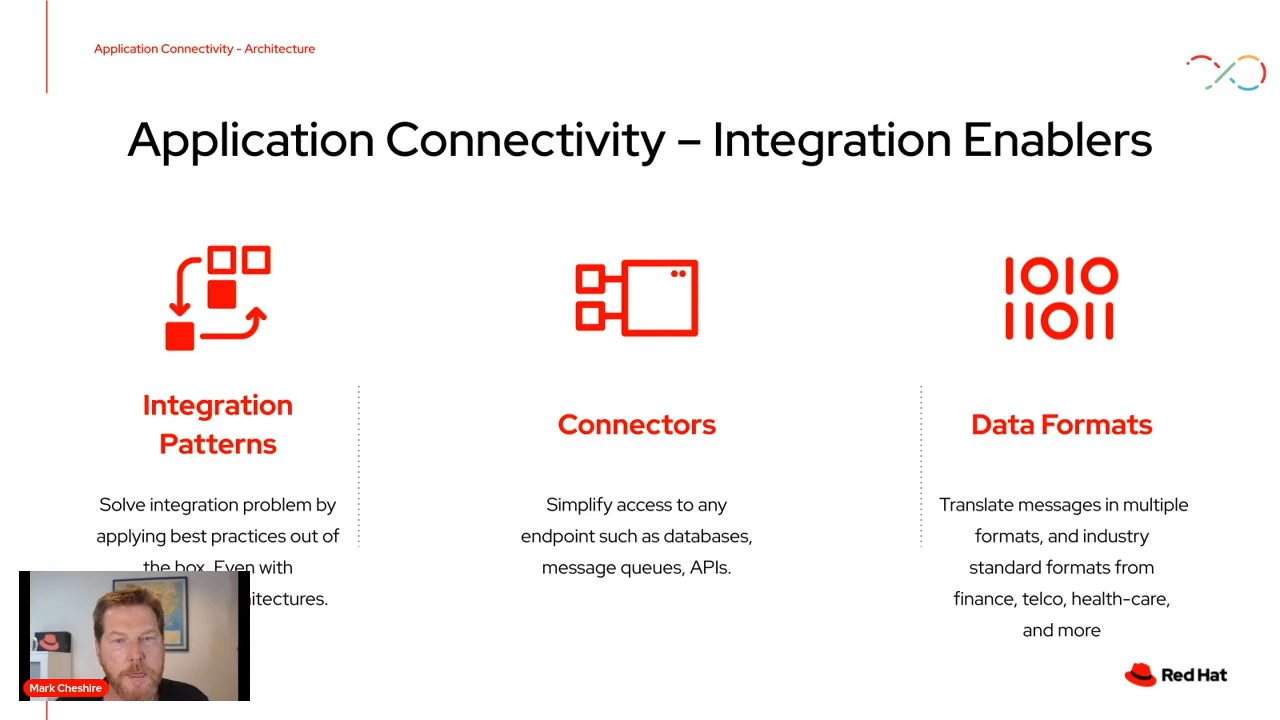 Application Connectivity - Architecture
Application Connectivity – Integration Enablers
Integration
Patterns
Solve integration problem by
applying best practices out of
the box. Even with
itectures.
Connectors
Simplify access to any
endpoint such as databases,
message queues, APIs.
Data Formats
Translate messages in multiple
formats, and industry
standard formats from
finance, telco, health-care,
and more
Mark Cheshire
Red Hat